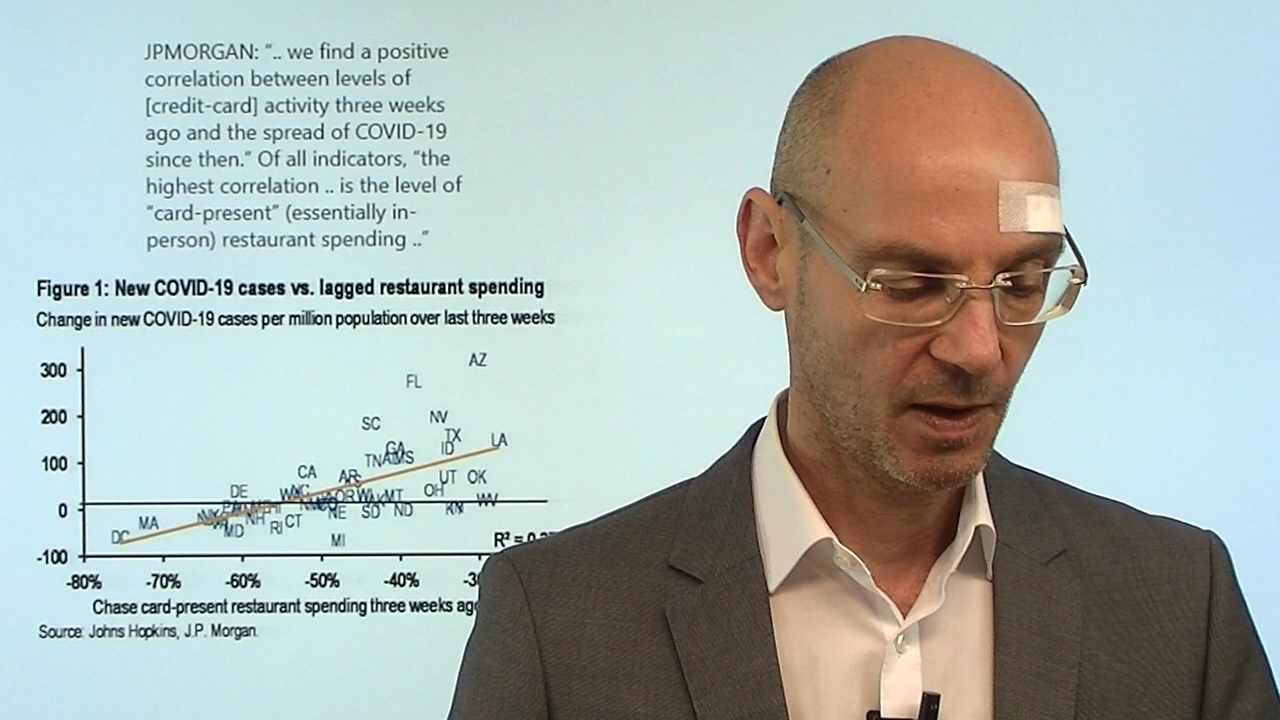 JPMORGAN: “.. we find a positive
correlation between levels of
[credit-card] activity three weeks
ago and the spread of COVID-19
since then.” Of all indicators, “the
highest correlation .. is the level of
“card-present” (essentially in-
person) restaurant spending ..”
Figure 1: New COVID-19 cases vs. lagged restaurant spending
Change in new COVID-19 cases per million population over last three weeks
300
AZ
FL
200
SC
NV
TX
LA
GA
ID
100
TN
MS
CA
AR
UT
OK
DE
OH
OR
MT
WV
0
NH
NE
SD
ND
DC
MA
MD
RI
CT
MI
R² =
-100
-80%
-70%
-60%
-50%
-40%
Chase card-present restaurant spending three weeks
Source: Johns Hopkins, J.P. Morgan.